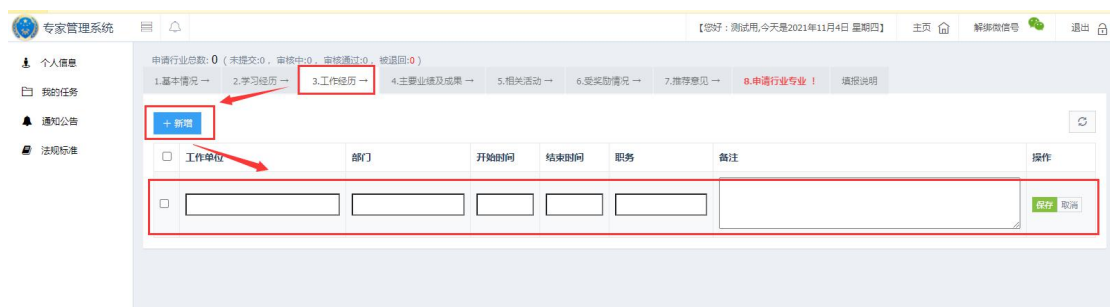 专家管理系统
【您好：测试用,今天是2021年11月4日 星期四】 主页 解绑微信号 退出
个人信息
我的任务
通知公告
法规标准
申请行业总数: 0 ( 未提交:0 , 审核中:0 , 审核通过:0 , 被退回:0 )
1.基本情况→ 2.学习经历→ 3.工作经历→ 4.主要业绩及成果→ 5.相关活动→ 6.受奖励情况→ 7.推荐意见→ 8.申请行业专业 ！ 填报说明
+ 新增
工作单位 部门 开始时间 结束时间 职务 备注 操作
保存 取消